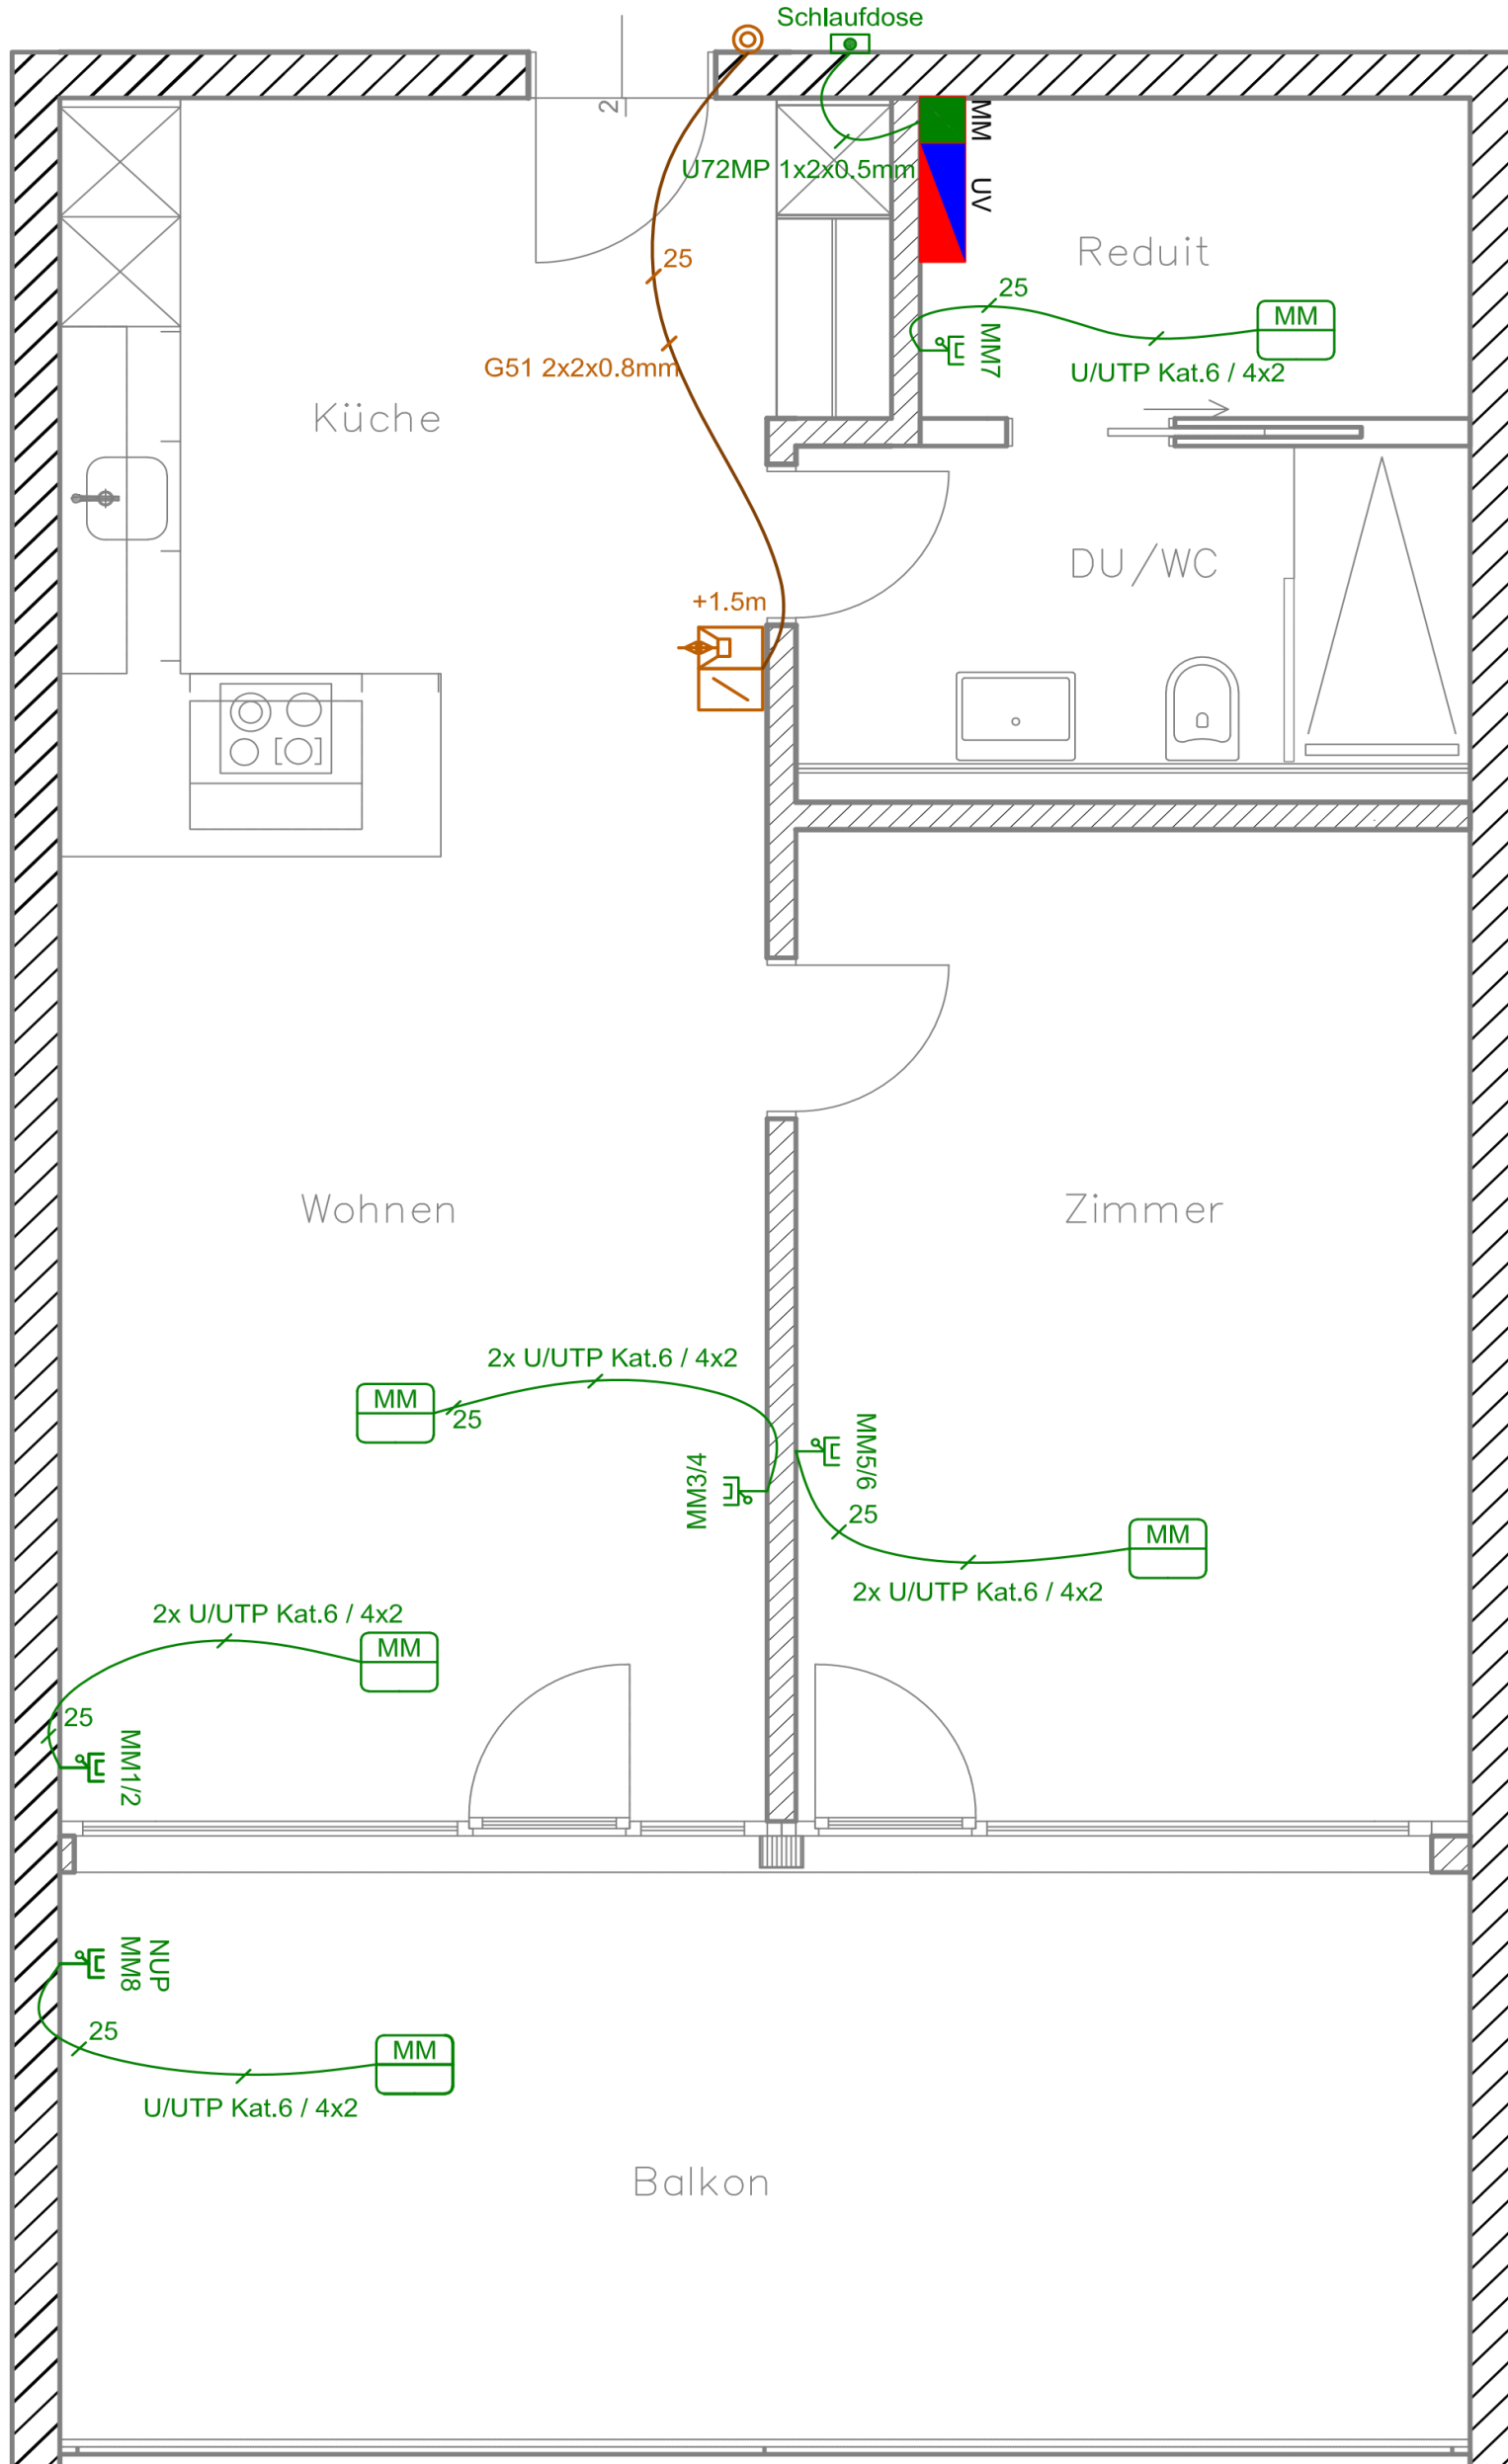 Schlaufdose
2
MM
U72MP 1x2x0.5mm
UV
Reduit
25
25
MM
MM7
G51 2x2x0.8mm
U/UTP Kat.6 / 4x2
Küche
DU/WC
+1.5m
Wohnen
Zimmer
2x U/UTP Kat.6 / 4x2
MM
25
MM5/6
MM3/4
25
MM
2x U/UTP Kat.6 / 4x2
2x U/UTP Kat.6 / 4x2
MM
25
MM1/2
NUP
MM8
25
MM
U/UTP Kat.6 / 4x2
Balkon